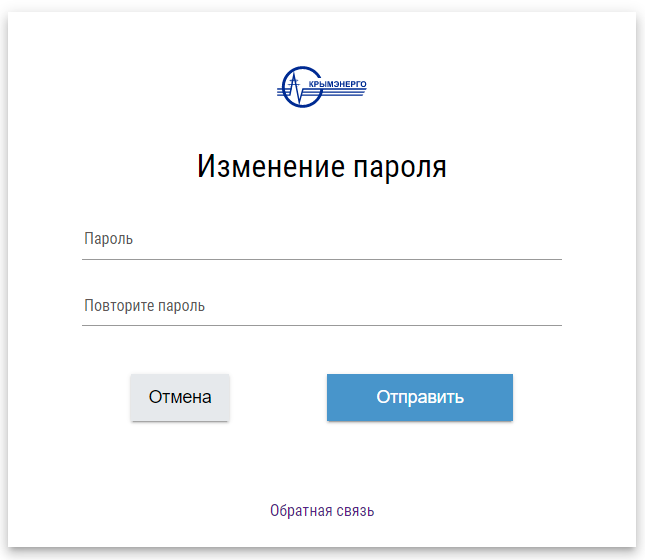 КРЫМЭНЕРГО
Изменение пароля
Пароль
Повторите пароль
Отмена
Отправить
Обратная связь